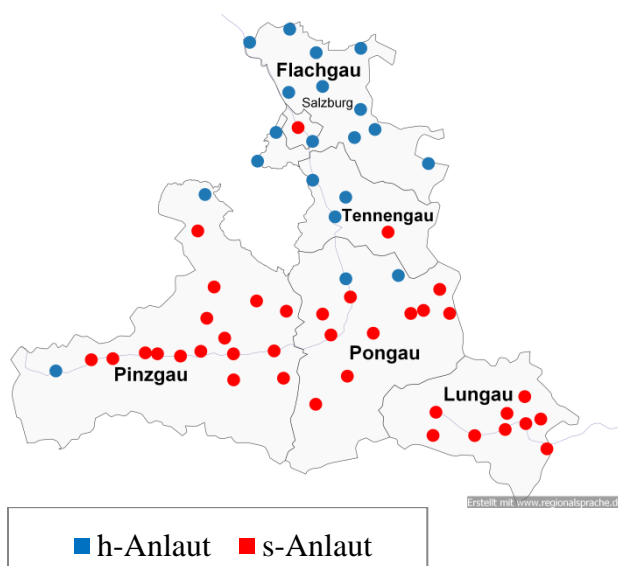 Flachgau
Salzburg
Tennengau
Pongau
Pinzgau
Lungau
Erstellt mit www.regionalsprache.de
h-Anlaut s-Anlaut